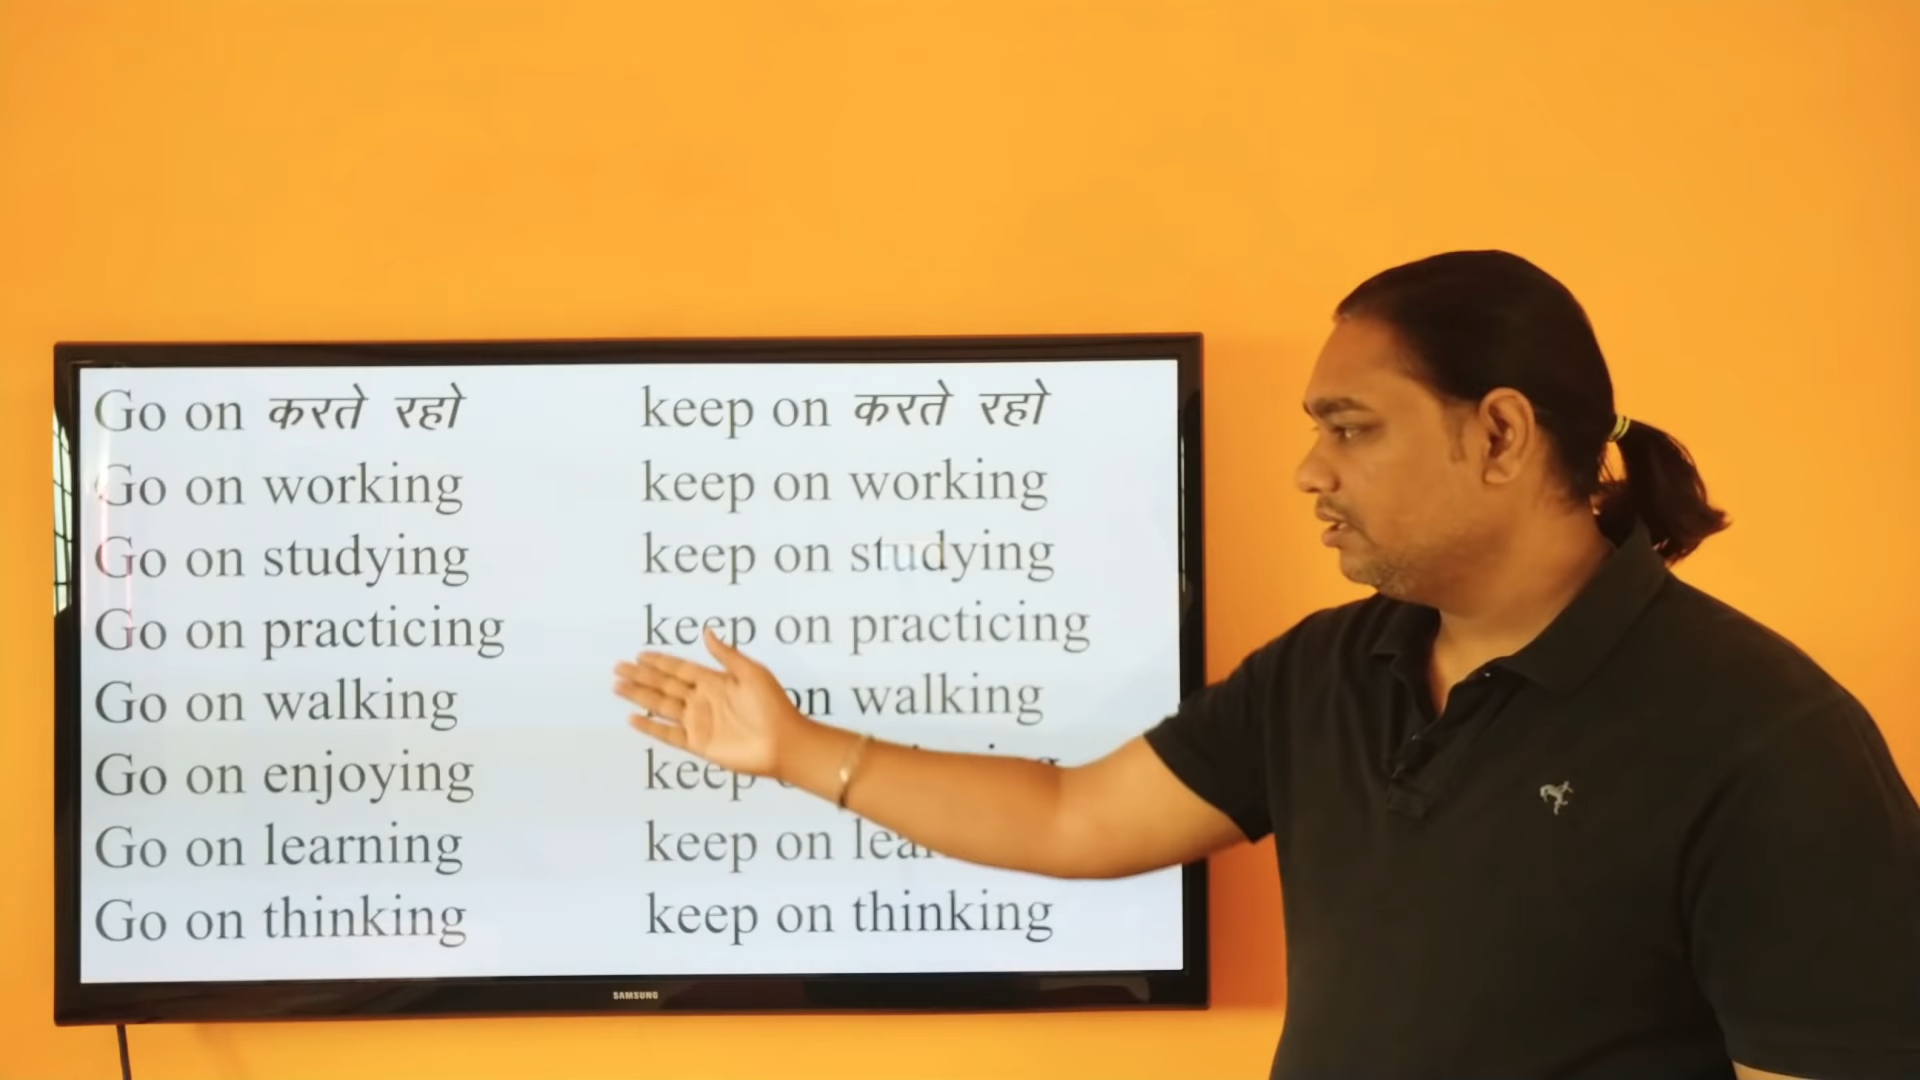 Go on करते रहो keep on करते रहो
Go on working keep on working
Go on studying keep on studying
Go on practicing keep on practicing
Go on walking on walking
Go on enjoying keep
Go on learning keep on
Go on thinking keep on thinking
SAMSUNG